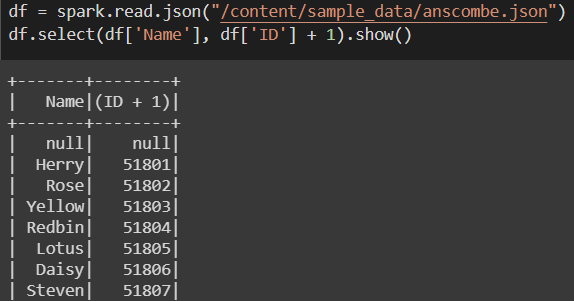 df = spark.read.json("/content/sample_data/anscombe.json")
df.select(df['Name'], df['ID'] + 1).show()
+-------+--------+
|   Name|(ID + 1)|
+-------+--------+
|   null|    null|
|  Herry|   51801|
|   Rose|   51802|
| Yellow|   51803|
| Redbin|   51804|
|  Lotus|   51805|
|  Daisy|   51806|
| Steven|   51807|